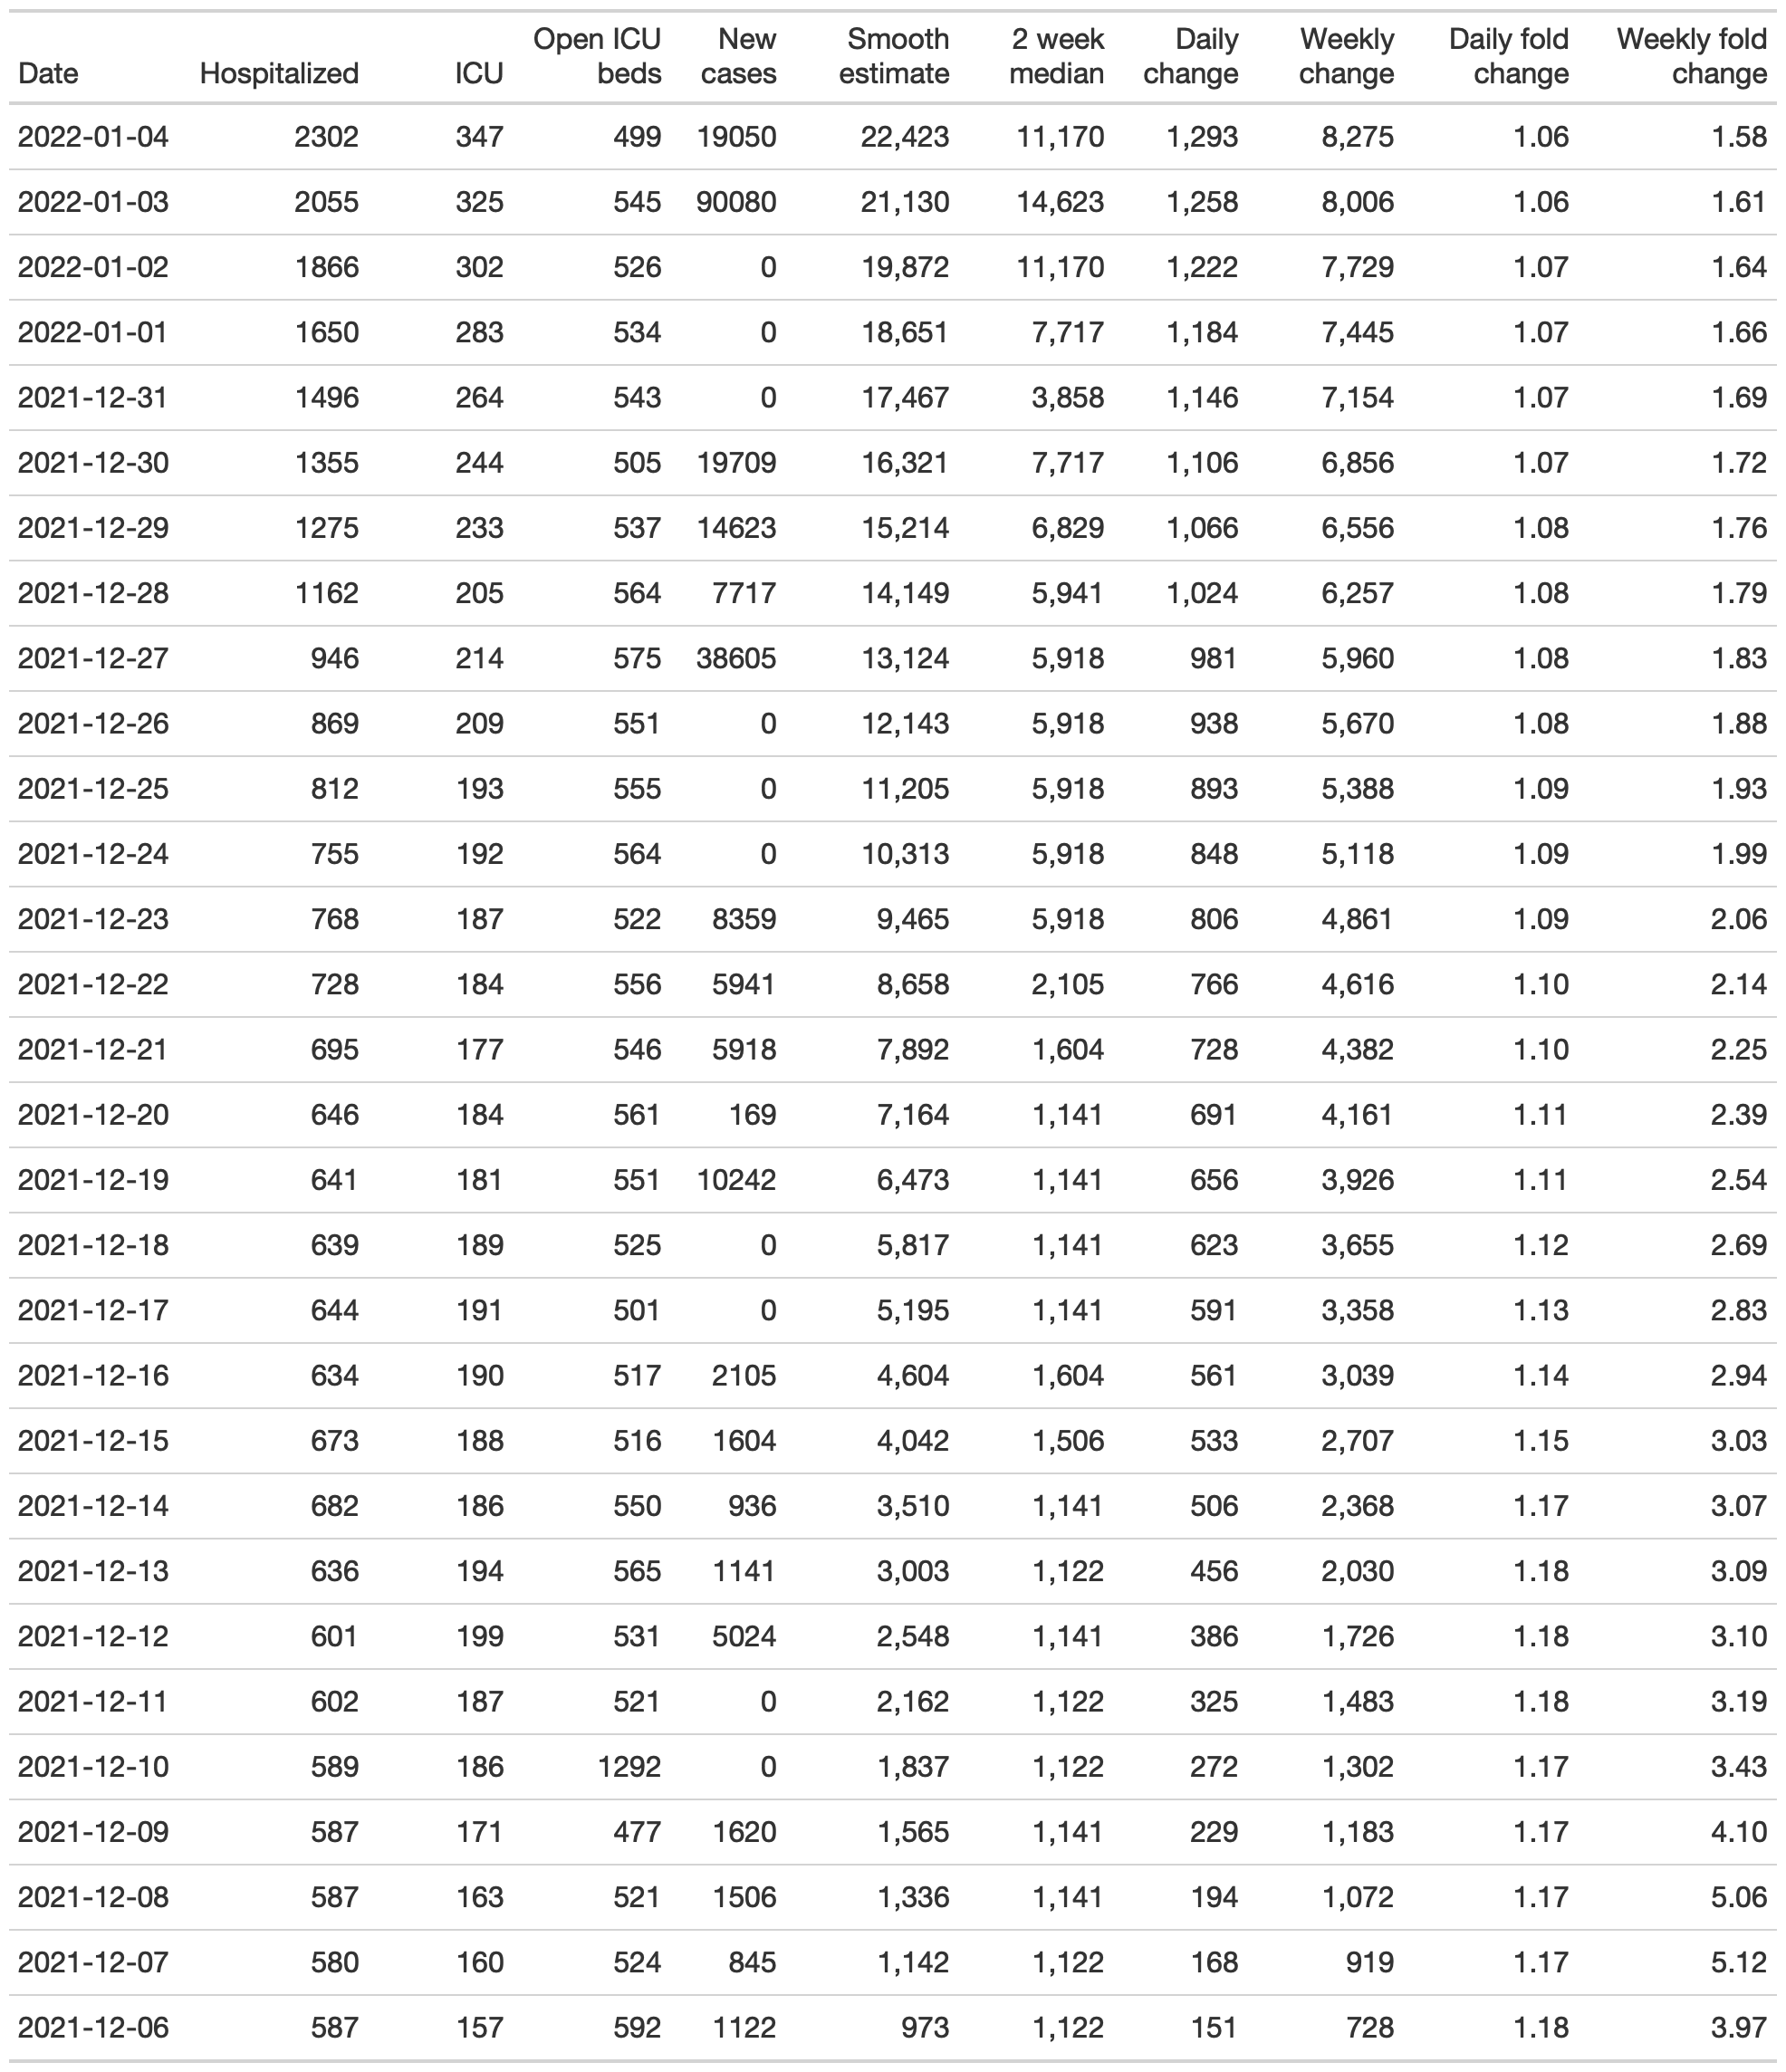 Date Hospitalized ICU Open ICU beds New cases Smooth estimate 2 week median Daily change Weekly change Daily fold change Weekly fold change
2022-01-04 2302 347 499 19050 22,423 11,170 1,293 8,275 1.06 1.58
2022-01-03 2055 325 545 90080 21,130 14,623 1,258 8,006 1.06 1.61
2022-01-02 1866 302 526 0 19,872 11,170 1,222 7,729 1.07 1.64
2022-01-01 1650 283 534 0 18,651 7,717 1,184 7,445 1.07 1.66
2021-12-31 1496 264 543 0 17,467 3,858 1,146 7,154 1.07 1.69
2021-12-30 1355 244 505 19709 16,321 7,717 1,106 6,856 1.07 1.72
2021-12-29 1275 233 537 14623 15,214 6,829 1,066 6,556 1.08 1.76
2021-12-28 1162 205 564 7717 14,149 5,941 1,024 6,257 1.08 1.79
2021-12-27 946 214 575 38605 13,124 5,918 981 5,960 1.08 1.83
2021-12-26 869 209 551 0 12,143 5,918 938 5,670 1.08 1.88
2021-12-25 812 193 555 0 11,205 5,918 893 5,388 1.09 1.93
2021-12-24 755 192 564 0 10,313 5,918 848 5,118 1.09 1.99
2021-12-23 768 187 522 8359 9,465 5,918 806 4,861 1.09 2.06
2021-12-22 728 184 556 5941 8,658 2,105 766 4,616 1.10 2.14
2021-12-21 695 177 546 5918 7,892 1,604 728 4,382 1.10 2.25
2021-12-20 646 184 561 169 7,164 1,141 691 4,161 1.11 2.39
2021-12-19 641 181 551 10242 6,473 1,141 656 3,926 1.11 2.54
2021-12-18 639 189 525 0 5,817 1,141 623 3,655 1.12 2.69
2021-12-17 644 191 501 0 5,195 1,141 591 3,358 1.13 2.83
2021-12-16 634 190 517 2105 4,604 1,604 561 3,039 1.14 2.94
2021-12-15 673 188 516 1604 4,042 1,506 533 2,707 1.15 3.03
2021-12-14 682 186 550 936 3,510 1,141 506 2,368 1.17 3.07
2021-12-13 636 194 565 1141 3,003 1,122 456 2,030 1.18 3.09
2021-12-12 601 199 531 5024 2,548 1,141 386 1,726 1.18 3.10
2021-12-11 602 187 521 0 2,162 1,122 325 1,483 1.18 3.19
2021-12-10 589 186 1292 0 1,837 1,122 272 1,302 1.17 3.43
2021-12-09 587 171 477 1620 1,565 1,141 229 1,183 1.17 4.10
2021-12-08 587 163 521 1506 1,336 1,141 194 1,072 1.17 5.06
2021-12-07 580 160 524 845 1,142 1,122 168 919 1.17 5.12
2021-12-06 587 157 592 1122 973 1,122 151 728 1.18 3.97